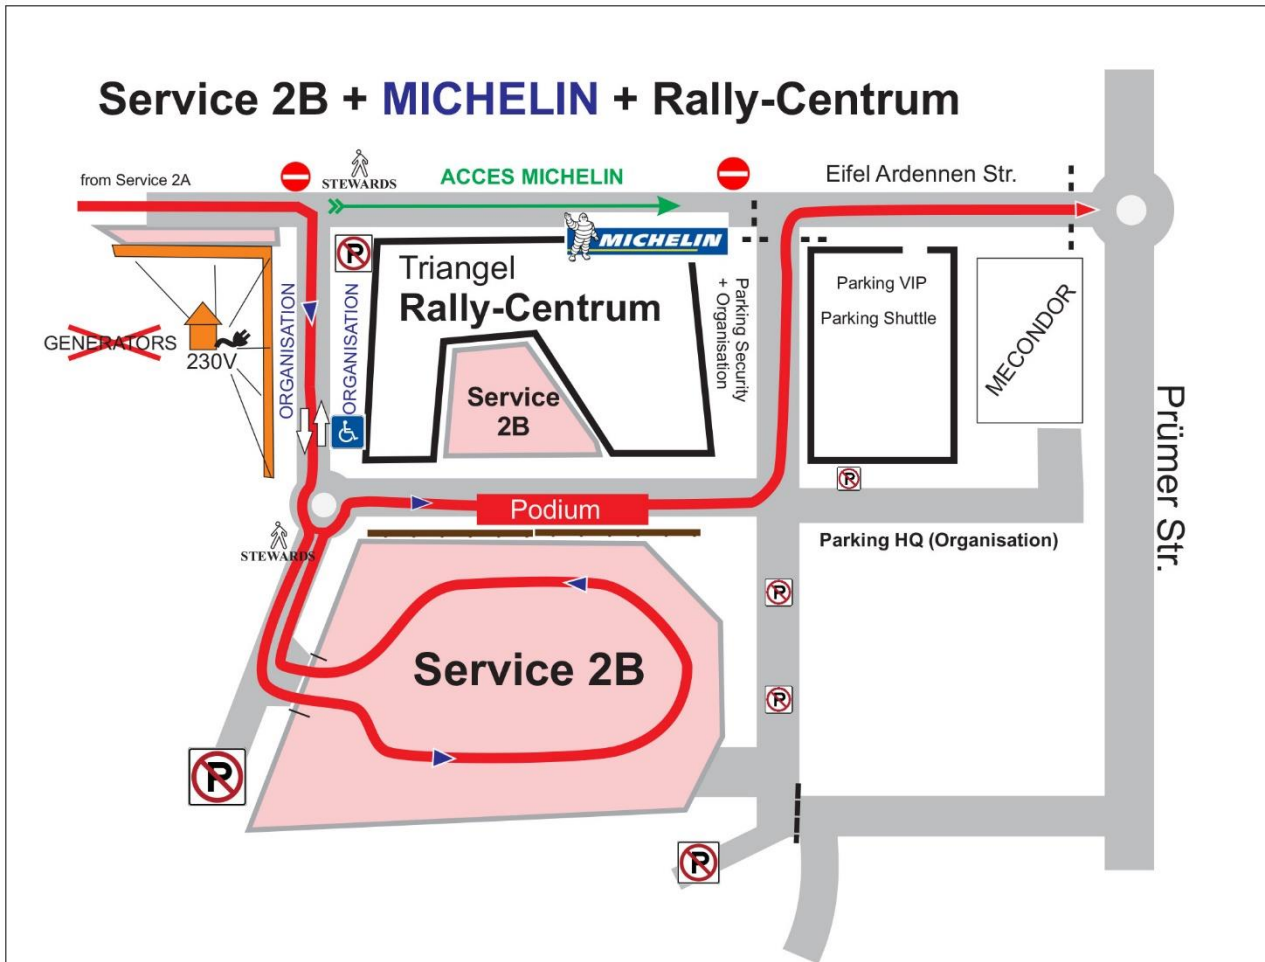 Service 2B + MICHELIN + Rally-Centrum
from Service 2A
STEWARDS
ACCES MICHELIN
Eifel Ardennen Str.
P
MICHELIN
Triangel
Rally-Centrum
ORGANISATION
ORGANISATION
Parking Security
+ Organisation
Parking VIP
Parking Shuttle
MECONDOR
GENERATORS
230V
Service
2B
Prümer Str.
P
Podium
STEWARDS
Parking HQ (Organisation)
P
Service 2B
P
P
P